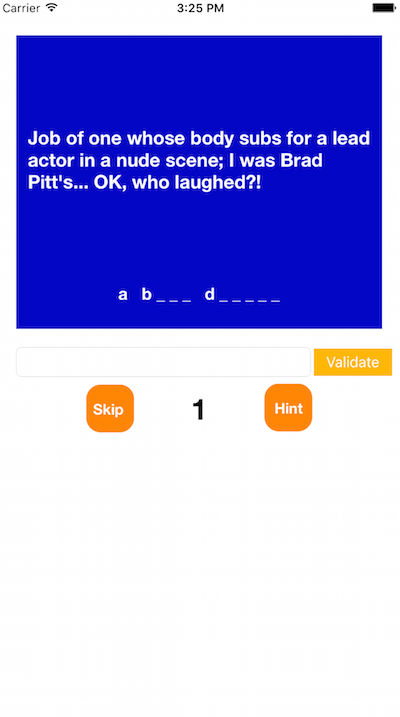 Carrier 3:25 PM
Job of one whose body subs for a lead
actor in a nude scene; I was Brad
Pitt's... OK, who laughed?!
a b _ _ _ d _ _ _ _ _
Validate
Skip 1 Hint